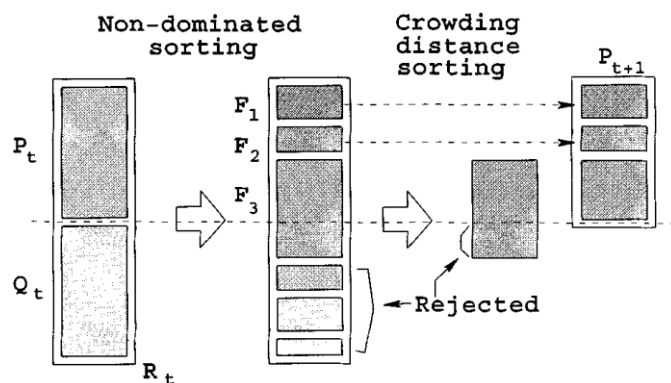 Non-dominated
sorting
Crowding
distance
sorting
P t+1
P t
F 1
F 2
F 3
Q t
Rejected
R t